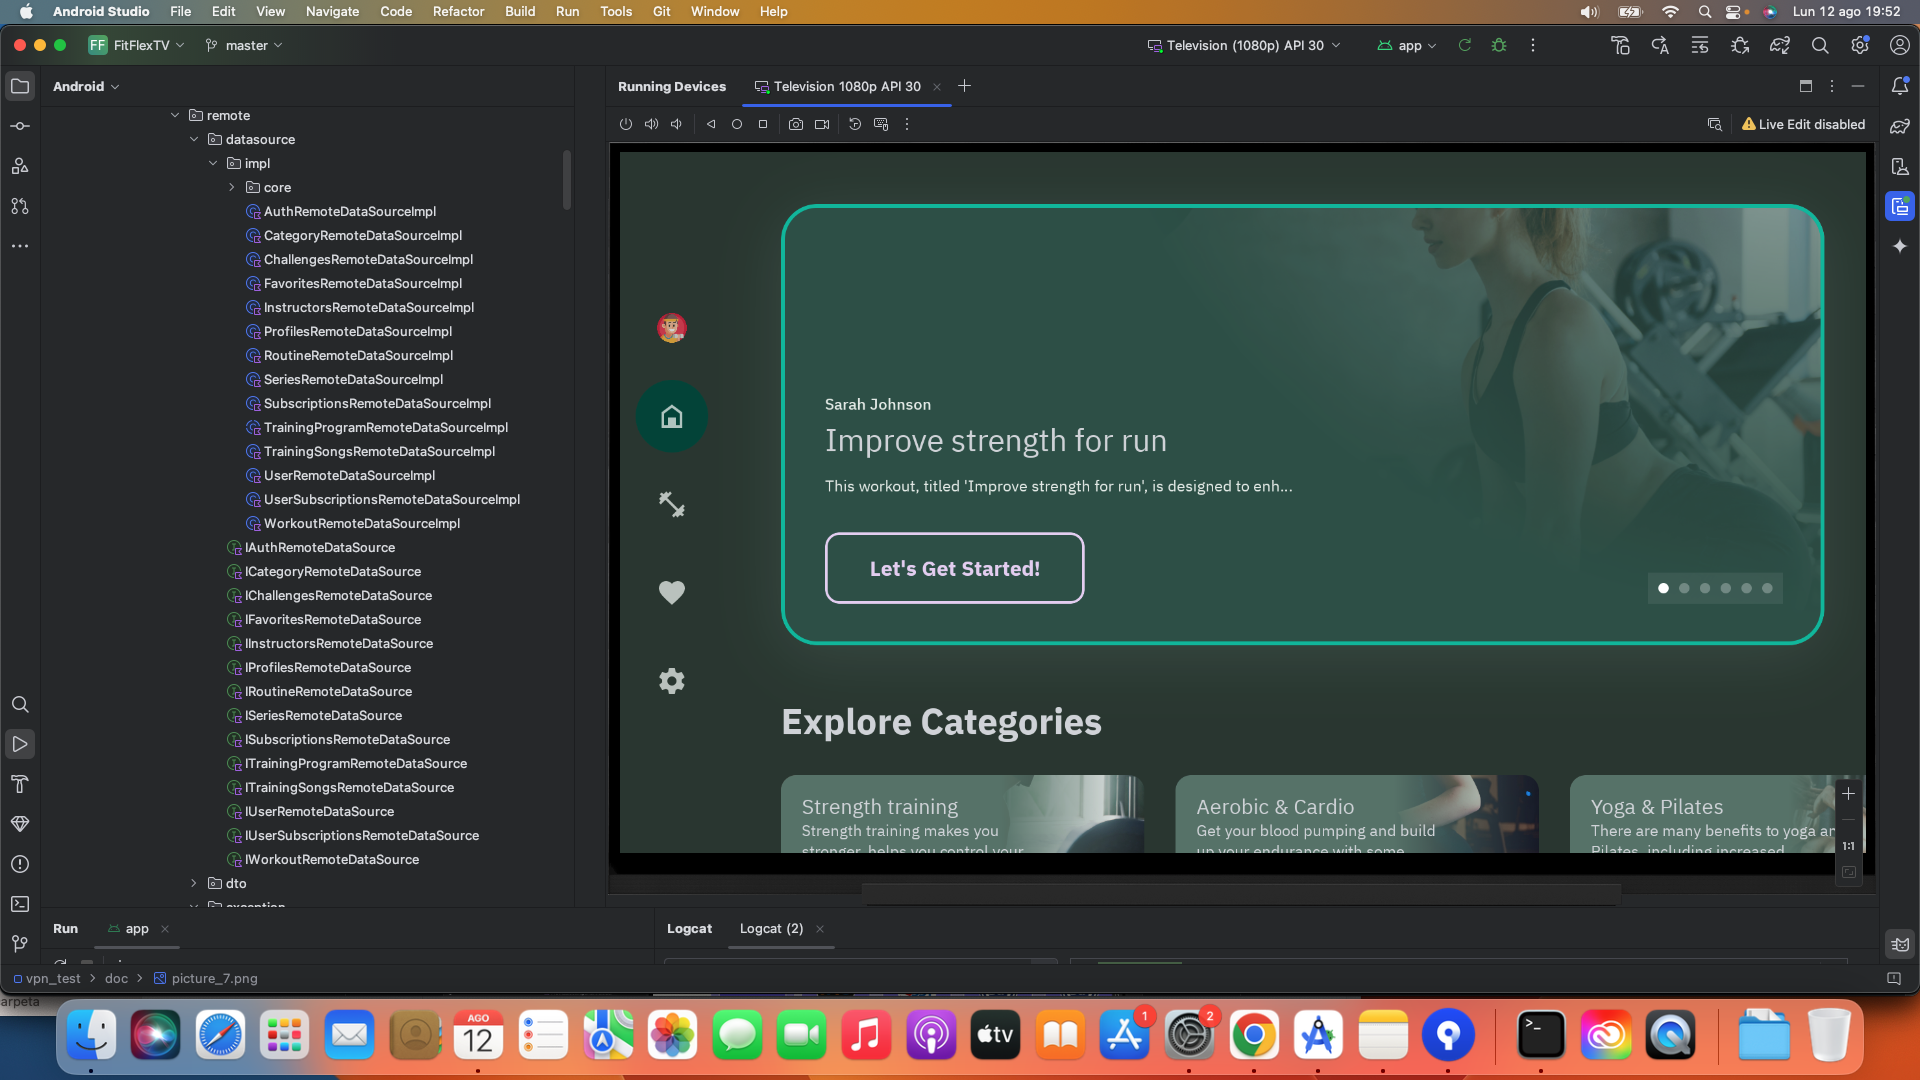 Android Studio File Edit View Navigate Code Refactor Build Run Tools Git Window Help Lun 12 ago 19:52
FF FitFlexTV master Television (1080p) API 30 app
Android Running Devices Television 1080p API 30
Live Edit disabled
remote
datasource
impl
core
AuthRemoteDataSourceImpl
CategoryRemoteDataSourceImpl
ChallengesRemoteDataSourceImpl
FavoritesRemoteDataSourceImpl
InstructorsRemoteDataSourceImpl
ProfilesRemoteDataSourceImpl
RoutineRemoteDataSourceImpl
SeriesRemoteDataSourceImpl
SubscriptionsRemoteDataSourceImpl
TrainingProgramRemoteDataSourceImpl
TrainingSongsRemoteDataSourceImpl
UserRemoteDataSourceImpl
UserSubscriptionsRemoteDataSourceImpl
WorkoutRemoteDataSourceImpl
IAuthRemoteDataSource
ICategoryRemoteDataSource
IChallengesRemoteDataSource
IFavoritesRemoteDataSource
IInstructorsRemoteDataSource
IProfilesRemoteDataSource
IRoutineRemoteDataSource
ISeriesRemoteDataSource
ISubscriptionsRemoteDataSource
ITrainingProgramRemoteDataSource
ITrainingSongsRemoteDataSource
IUserRemoteDataSource
IUserSubscriptionsRemoteDataSource
IWorkoutRemoteDataSource
dto
exception
Sarah Johnson
Improve strength for run
This workout, titled 'Improve strength for run', is designed to enh...
Let's Get Started!
Explore Categories
Strength training
Strength training makes you
stronger, helps you control your
Aerobic & Cardio
Get your blood pumping and build
up your endurance with some
Yoga & Pilates
There are many benefits to yoga an
Pilates, including increased
1:1
Run app Logcat Logcat (2)
vpn_test doc picture_7.png
arpeta
AGO
12
tv
1
2